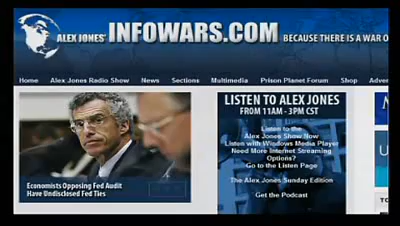 ALEX JONES' INFOWARS.COM BECAUSE THERE IS A WAR O
Home Alex Jones Radio Show News Sections Multimedia Prison Planet Forum Shop Adver
LISTEN TO ALEX JONES
FROM 11AM - 3PM CST
Listen to the
Alex Jones Show Now
Listen with Windows Media Player
Need More Internet Streaming
Options?
Go to the Listen Page
The Alex Jones Sunday Edition
Get the Podcast
Economists Opposing Fed Audit
Have Undisclosed Fed Ties